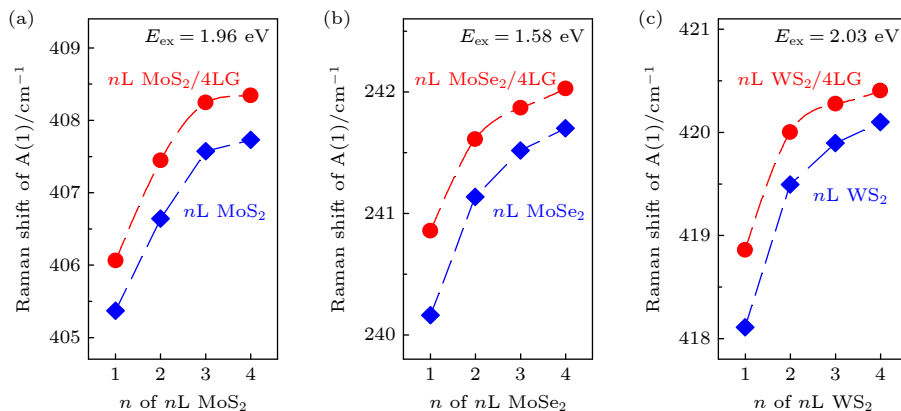 (a)
E_ex = 1.96 eV
nL MoS₂/4LG
nL MoS₂
Raman shift of A(1)/cm⁻¹
409
408
407
406
405
1 2 3 4
n of nL MoS₂
(b)
E_ex = 1.58 eV
nL MoSe₂/4LG
nL MoSe₂
Raman shift of A(1)/cm⁻¹
242
241
240
1 2 3 4
n of nL MoSe₂
(c)
E_ex = 2.03 eV
nL WS₂/4LG
nL WS₂
Raman shift of A(1)/cm⁻¹
421
420
419
418
1 2 3 4
n of nL WS₂